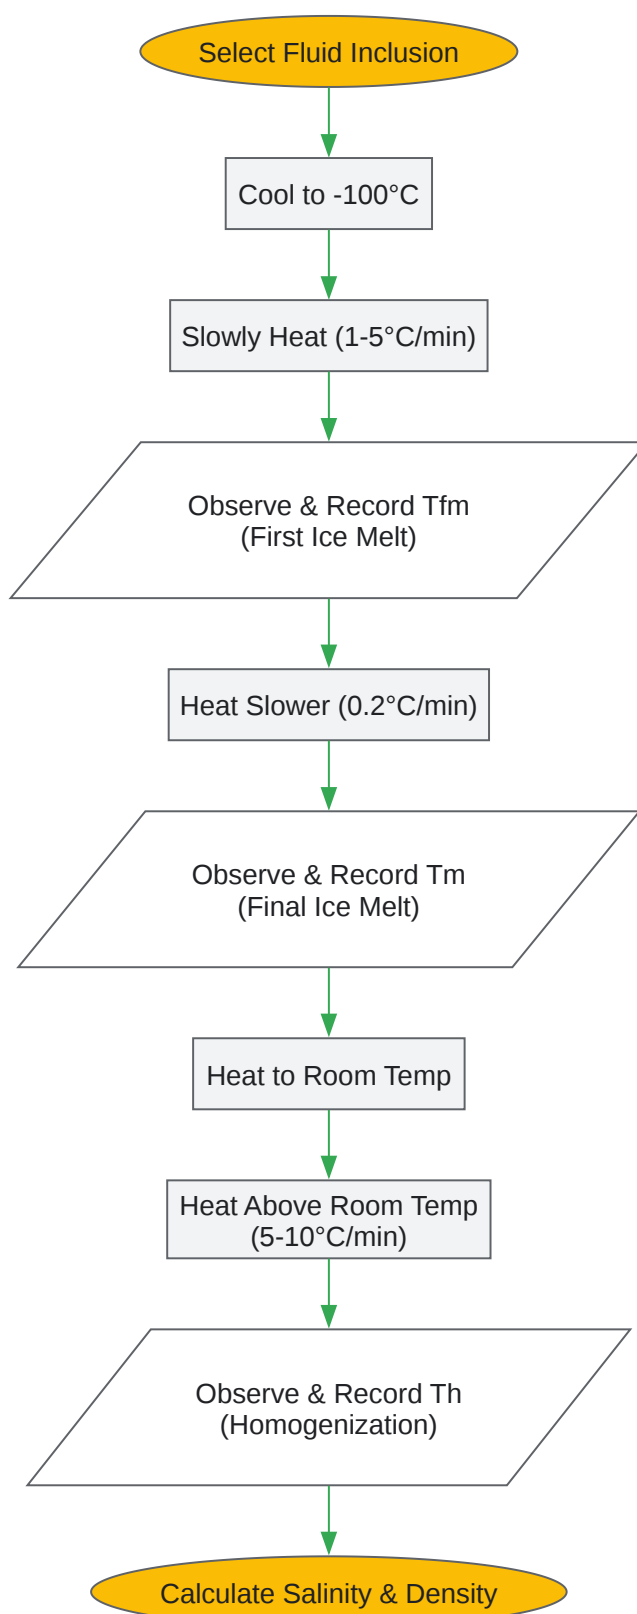 Select Fluid Inclusion
Cool to -100°C
Slowly Heat (1-5°C/min)
Observe & Record Tfm
(First Ice Melt)
Heat Slower (0.2°C/min)
Observe & Record Tm
(Final Ice Melt)
Heat to Room Temp
Heat Above Room Temp
(5-10°C/min)
Observe & Record Th
(Homogenization)
Calculate Salinity & Density